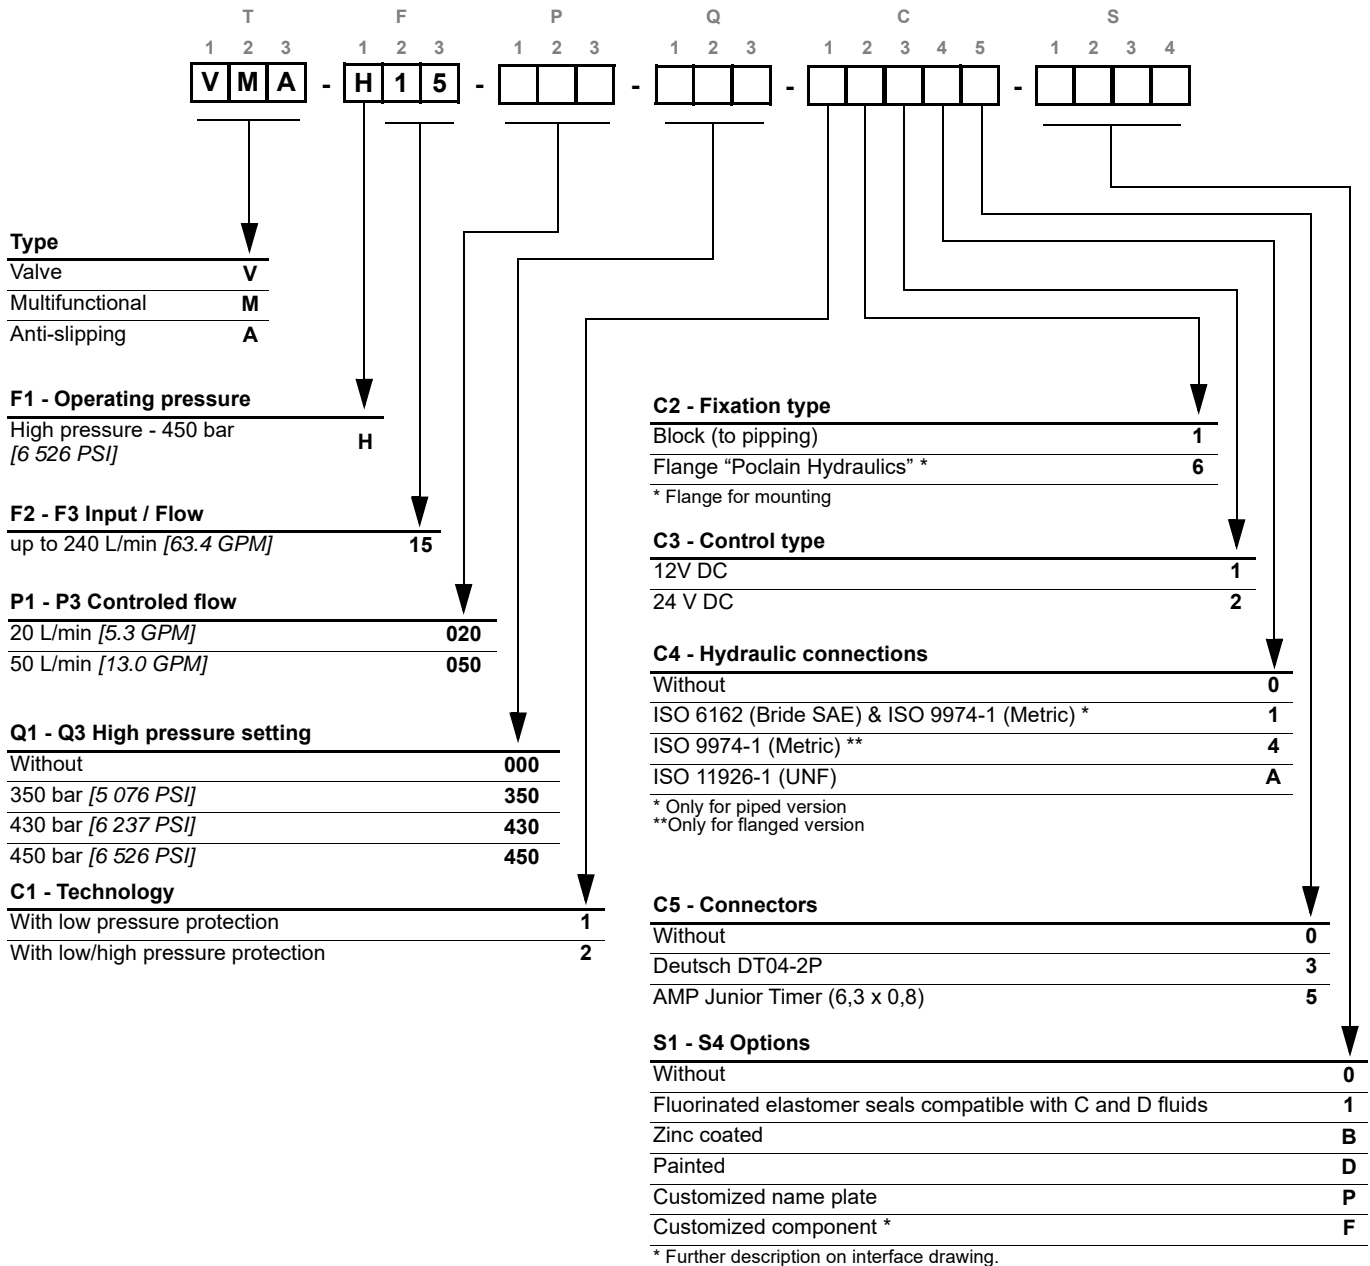 T F P Q C S
1 2 3 1 2 3 1 2 3 1 2 3 1 2 3 4 5 1 2 3 4
V M A - H 1 5 - - - -
Type
Valve V
Multifunctional M
Anti-slipping A
F1 - Operating pressure
High pressure - 450 bar
[6 526 PSI] H
F2 - F3 Input / Flow
up to 240 L/min [63.4 GPM] 15
P1 - P3 Controled flow
20 L/min [5.3 GPM] 020
50 L/min [13.0 GPM] 050
Q1 - Q3 High pressure setting
Without 000
350 bar [5 076 PSI] 350
430 bar [6 237 PSI] 430
450 bar [6 526 PSI] 450
C1 - Technology
With low pressure protection 1
With low/high pressure protection 2
C2 - Fixation type
Block (to pipping) 1
Flange “Poclain Hydraulics” * 6
* Flange for mounting
C3 - Control type
12V DC 1
24 V DC 2
C4 - Hydraulic connections
Without 0
ISO 6162 (Bride SAE) & ISO 9974-1 (Metric) * 1
ISO 9974-1 (Metric) ** 4
ISO 11926-1 (UNF) A
* Only for piped version
**Only for flanged version
C5 - Connectors
Without 0
Deutsch DT04-2P 3
AMP Junior Timer (6,3 x 0,8) 5
S1 - S4 Options
Without 0
Fluorinated elastomer seals compatible with C and D fluids 1
Zinc coated B
Painted D
Customized name plate P
Customized component * F
* Further description on interface drawing.